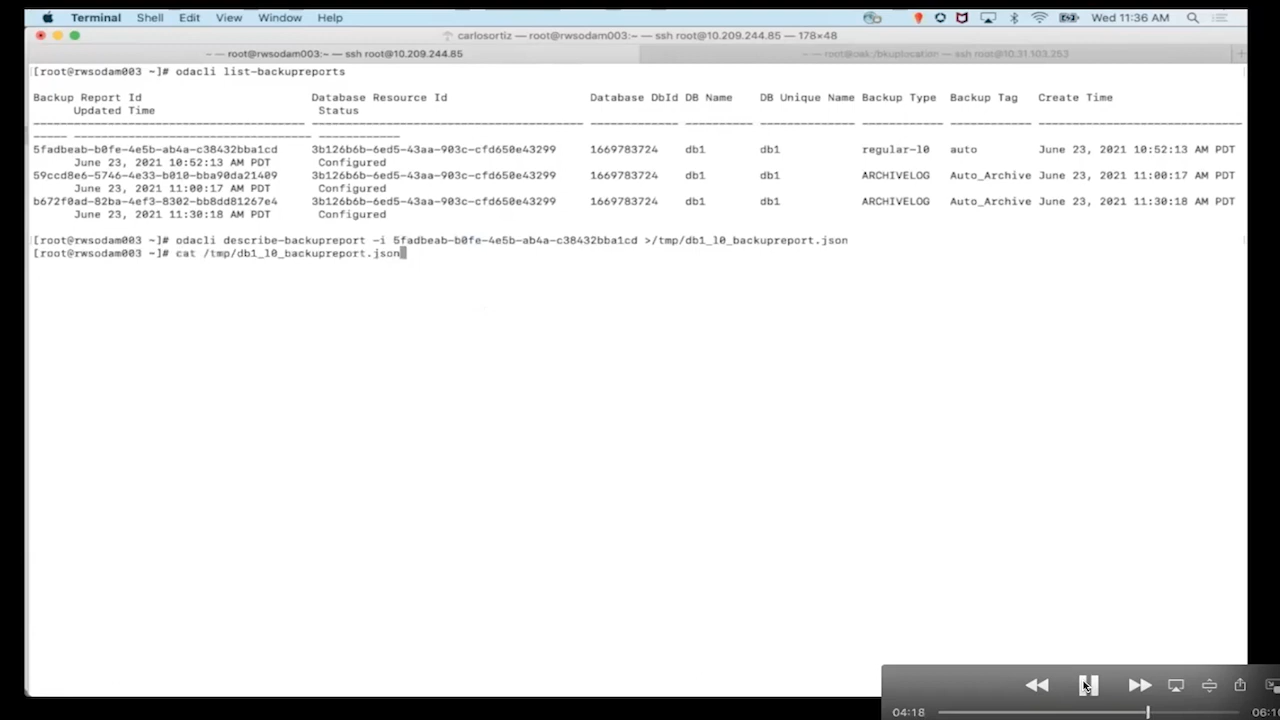 Terminal Shell Edit View Window Help Wed 11:36 AM
carlosortiz — root@rwsodam003:~ — ssh root@10.209.244.85 — 178×48
~ — root@rwsodam003:~ — ssh root@10.209.244.85 ~ — root@oak:/bkuplocation — ssh root@10.31.103.253
[root@rwsodam003 ~]# odacli list-backupreports
Backup Report Id Database Resource Id Database DbId DB Name DB Unique Name Backup Type Backup Tag Create Time
Updated Time Status
5fadbeab-b0fe-4e5b-ab4a-c38432bba1cd 3b126b6b-6ed5-43aa-903c-cfd650e43299 1669783724 db1 db1 regular-l0 auto June 23, 2021 10:52:13 AM PDT
June 23, 2021 10:52:13 AM PDT Configured
59ccd8e6-5746-4e33-b010-bba90da21409 3b126b6b-6ed5-43aa-903c-cfd650e43299 1669783724 db1 db1 ARCHIVELOG Auto_Archive June 23, 2021 11:00:17 AM PDT
June 23, 2021 11:00:17 AM PDT Configured
b672f0ad-82ba-4ef3-8302-bb8dd81267e4 3b126b6b-6ed5-43aa-903c-cfd650e43299 1669783724 db1 db1 ARCHIVELOG Auto_Archive June 23, 2021 11:30:18 AM PDT
June 23, 2021 11:30:18 AM PDT Configured
[root@rwsodam003 ~]# odacli describe-backupreport -i 5fadbeab-b0fe-4e5b-ab4a-c38432bba1cd >/tmp/db1_l0_backupreport.json
[root@rwsodam003 ~]# cat /tmp/db1_l0_backupreport.json
04:18